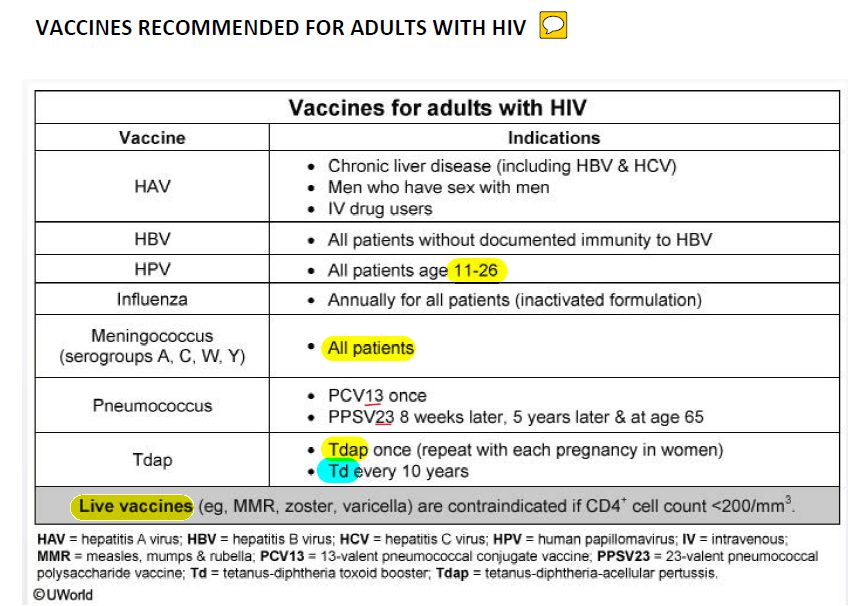 VACCINES RECOMMENDED FOR ADULTS WITH HIV
Vaccines for adults with HIV
Vaccine Indications
HAV
• Chronic liver disease (including HBV & HCV)
• Men who have sex with men
• IV drug users
HBV
• All patients without documented immunity to HBV
HPV
• All patients age 11-26
Influenza
• Annually for all patients (inactivated formulation)
Meningococcus
(serogroups A, C, W, Y)
• All patients
Pneumococcus
• PCV13 once
• PPSV23 8 weeks later, 5 years later & at age 65
Tdap
• Tdap once (repeat with each pregnancy in women)
• Td every 10 years
Live vaccines (eg, MMR, zoster, varicella) are contraindicated if CD4⁺ cell count <200/mm³.
HAV = hepatitis A virus; HBV = hepatitis B virus; HCV = hepatitis C virus; HPV = human papillomavirus; IV = intravenous;
MMR = measles, mumps & rubella; PCV13 = 13-valent pneumococcal conjugate vaccine; PPSV23 = 23-valent pneumococcal
polysaccharide vaccine; Td = tetanus-diphtheria toxoid booster; Tdap = tetanus-diphtheria-acellular pertussis.
©UWorld